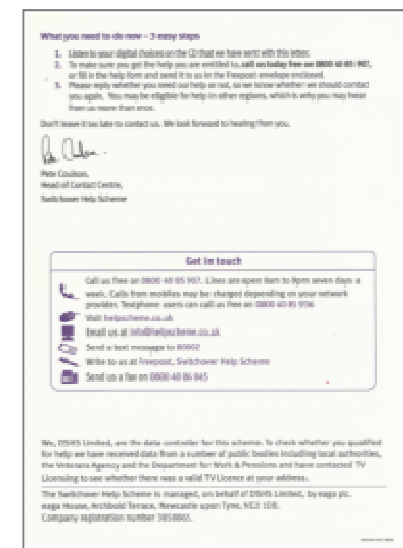 What you need to do now – 3 easy steps
1. Listen to your digital choices on the CD that we have sent with this letter.
2. To make sure you get the help you are entitled to, call us today free on 0800 40 85 907,
or fill in the help form and send it to us in the Freepost envelope enclosed.
3. Please reply whether you need our help or not, so we know whether we should contact
you again. You may be eligible for help in other regions, which is why you may hear
from us more than once.
Don't leave it too late to contact us. We look forward to hearing from you.
Pete Coulson
Pete Coulson,
Head of Contact Centre,
Switchover Help Scheme
Get in touch
Call us free on 0800 40 85 907. Lines are open 8am to 9pm seven days a
week. Calls from mobiles may be charged depending on your network
provider. Textphone users can call us free on 0800 40 85 936
Visit helpscheme.co.uk
Email us at info@helpscheme.co.uk
Send a text message to 80002
Write to us at Freepost, Switchover Help Scheme
Send us a fax on 0800 40 86 045
We, DSHS Limited, are the data controller for this scheme. To check whether you qualified
for help we have received data from a number of public bodies including local authorities,
the Veterans Agency and the Department for Work & Pensions and have contacted TV
Licensing to see whether there was a valid TV Licence at your address.
The Switchover Help Scheme is managed, on behalf of DSHS Limited, by eaga plc.
eaga House, Archbold Terrace, Newcastle upon Tyne, NE2 1DB.
Company registration number 3858865.